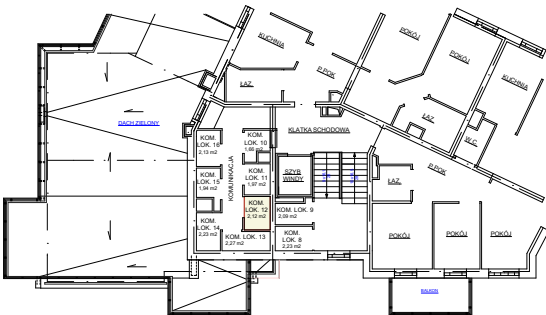 KUCHNIA
POKÓJ
POKÓJ
P.POK
KUCHNIA
ŁAZ.
ŁAZ.
W.C.
DACH ZIELONY
KLATKA SCHODOWA
KOM.
LOK. 16
2,13 m2
KOM.
LOK. 10
1,66 m2
KOMUNIKACJA
KOM.
LOK. 15
1,94 m2
KOM.
LOK. 11
1,97 m2
SZYB
WINDY
P.POK
ŁAZ.
KOM.
LOK. 12
2,12 m2
KOM. LOK. 9
2,09 m2
KOM.
LOK. 14
2,23 m2
KOM. LOK. 13
2,27 m2
KOM.
LOK. 8
2,23 m2
POKÓJ
POKÓJ
POKÓJ
BALKON